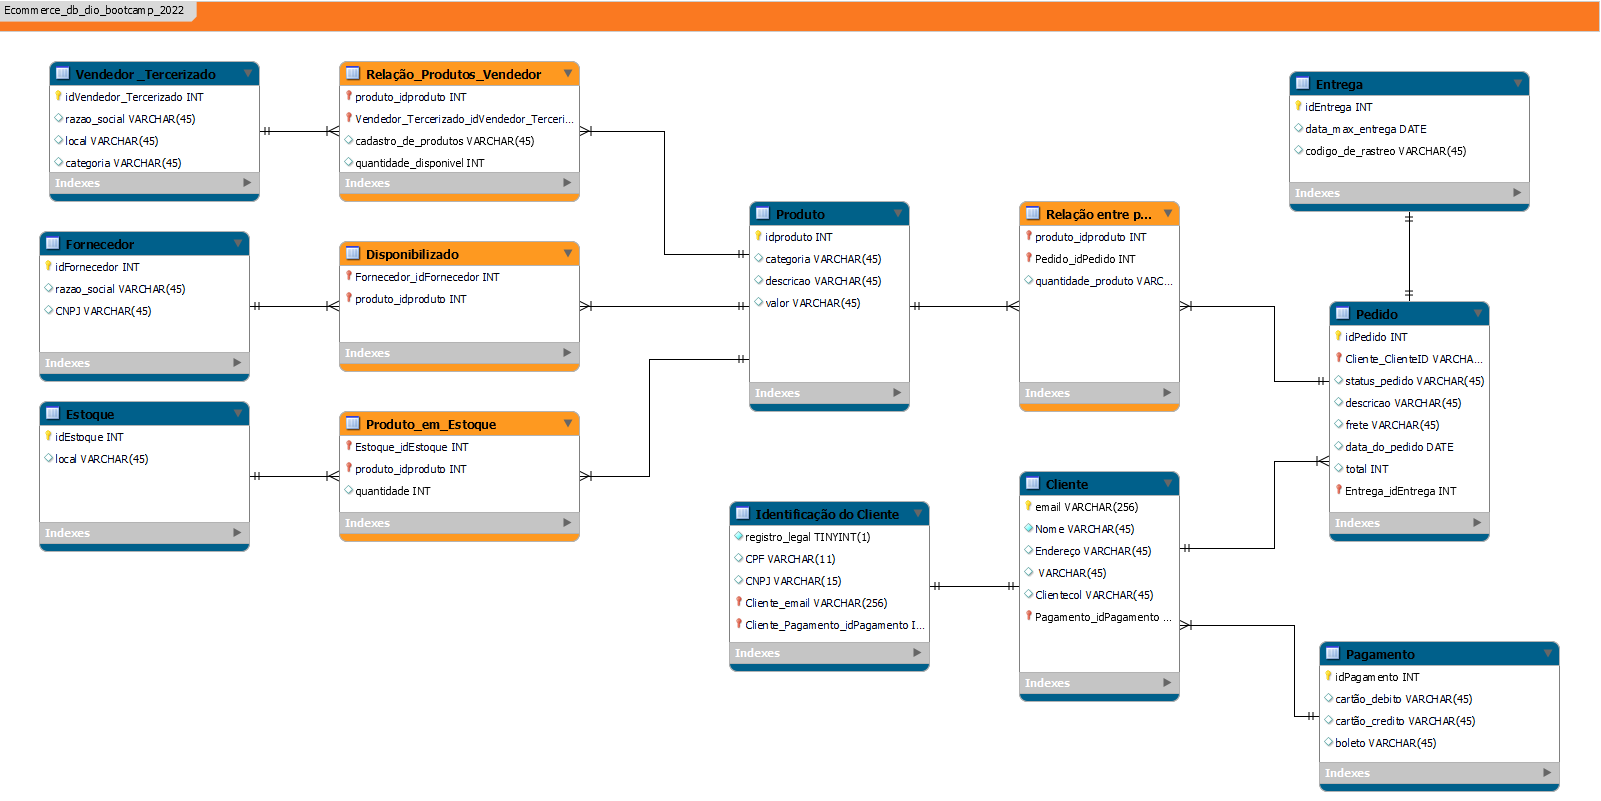 Ecommerce_db_dio_bootcamp_2022
Vendedor_Tercerizado
idVendedor_Tercerizado INT
razao_social VARCHAR(45)
local VARCHAR(45)
categoria VARCHAR(45)
Indexes
Relação_Produtos_Vendedor
produto_idproduto INT
Vendedor_Tercerizado_idVendedor_Terceri...
cadastro_de_produtos VARCHAR(45)
quantidade_disponivel INT
Indexes
Fornecedor
idFornecedor INT
razao_social VARCHAR(45)
CNPJ VARCHAR(45)
Indexes
Disponibilizado
Fornecedor_idFornecedor INT
produto_idproduto INT
Indexes
Estoque
idEstoque INT
local VARCHAR(45)
Indexes
Produto_em_Estoque
Estoque_idEstoque INT
produto_idproduto INT
quantidade INT
Indexes
Produto
idproduto INT
categoria VARCHAR(45)
descricao VARCHAR(45)
valor VARCHAR(45)
Indexes
Relação entre p...
produto_idproduto INT
Pedido_idPedido INT
quantidade_produto VARC...
Indexes
Entrega
idEntrega INT
data_max_entrega DATE
codigo_de_rastreo VARCHAR(45)
Indexes
Pedido
idPedido INT
Cliente_ClienteID VARCHA...
status_pedido VARCHAR(45)
descricao VARCHAR(45)
frete VARCHAR(45)
data_do_pedido DATE
total INT
Entrega_idEntrega INT
Indexes
Identificação do Cliente
registro_legal TINYINT(1)
CPF VARCHAR(11)
CNPJ VARCHAR(15)
Cliente_email VARCHAR(256)
Cliente_Pagamento_idPagamento I...
Indexes
Cliente
email VARCHAR(256)
Nome VARCHAR(45)
Endereço VARCHAR(45)
VARCHAR(45)
Clientecol VARCHAR(45)
Pagamento_idPagamento ...
Indexes
Pagamento
idPagamento INT
cartão_debito VARCHAR(45)
cartão_credito VARCHAR(45)
boleto VARCHAR(45)
Indexes